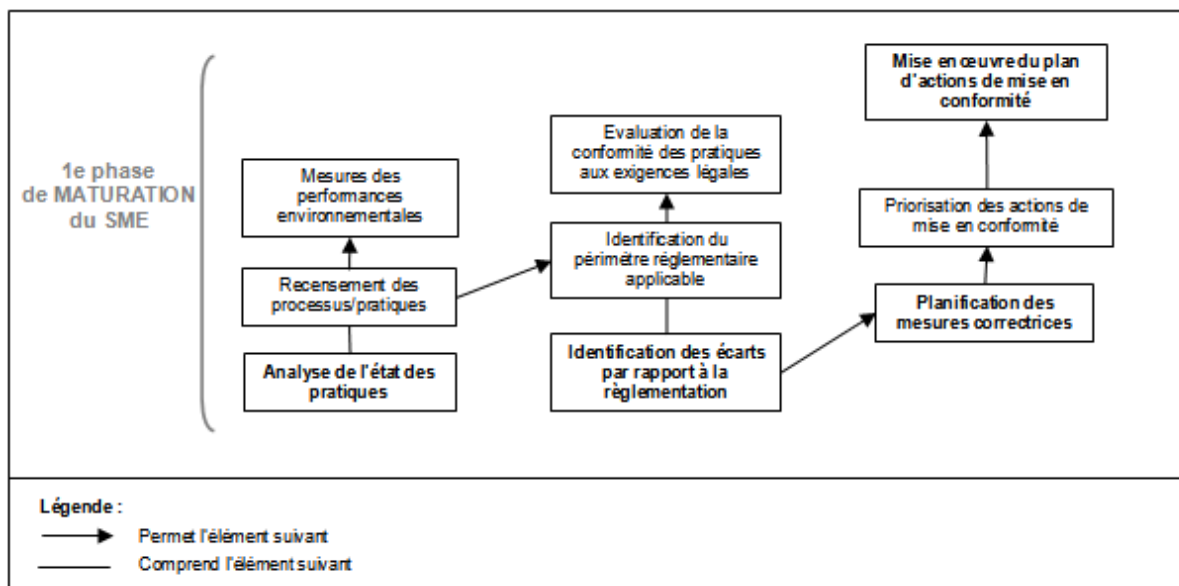 1e phase
de MATURATION
du SME
Mesures des
performances
environnementales
Recensement des
processus/pratiques
Analyse de l'état des
pratiques
Evaluation de la
conformité des pratiques
aux exigences légales
Identification du
périmètre réglementaire
applicable
Identification des écarts
par rapport à la
règlementation
Mise en œuvre du plan
d'actions de mise en
conformité
Priorisation des actions de
mise en conformité
Planification des
mesures correctrices
Légende :
Permet l'élément suivant
Comprend l'élément suivant